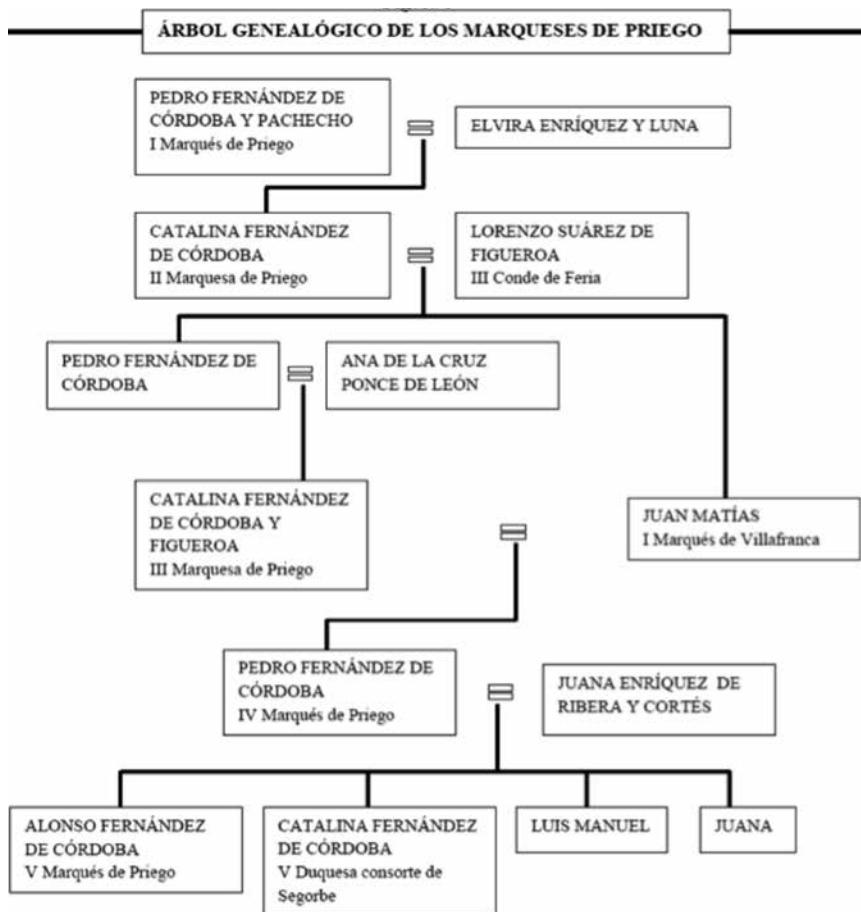 ÁRBOL GENEALÓGICO DE LOS MARQUESES DE PRIEGO
PEDRO FERNÁNDEZ DE
CÓRDOBA Y PACHECHO
I Marqués de Priego
ELVIRA ENRÍQUEZ Y LUNA
CATALINA FERNÁNDEZ
DE CÓRDOBA
II Marquesa de Priego
LORENZO SUÁREZ DE
FIGUEROA
III Conde de Feria
PEDRO FERNÁNDEZ DE
CÓRDOBA
ANA DE LA CRUZ
PONCE DE LEÓN
CATALINA FERNÁNDEZ
DE CÓRDOBA Y
FIGUEROA
III Marquesa de Priego
JUAN MATÍAS
I Marqués de Villafranca
PEDRO FERNÁNDEZ DE
CÓRDOBA
IV Marqués de Priego
JUANA ENRÍQUEZ DE
RIBERA Y CORTÉS
ALONSO FERNÁNDEZ
DE CÓRDOBA
V Marqués de Priego
CATALINA FERNÁNDEZ
DE CÓRDOBA
V Duquesa consorte de
Segorbe
LUIS MANUEL
JUANA